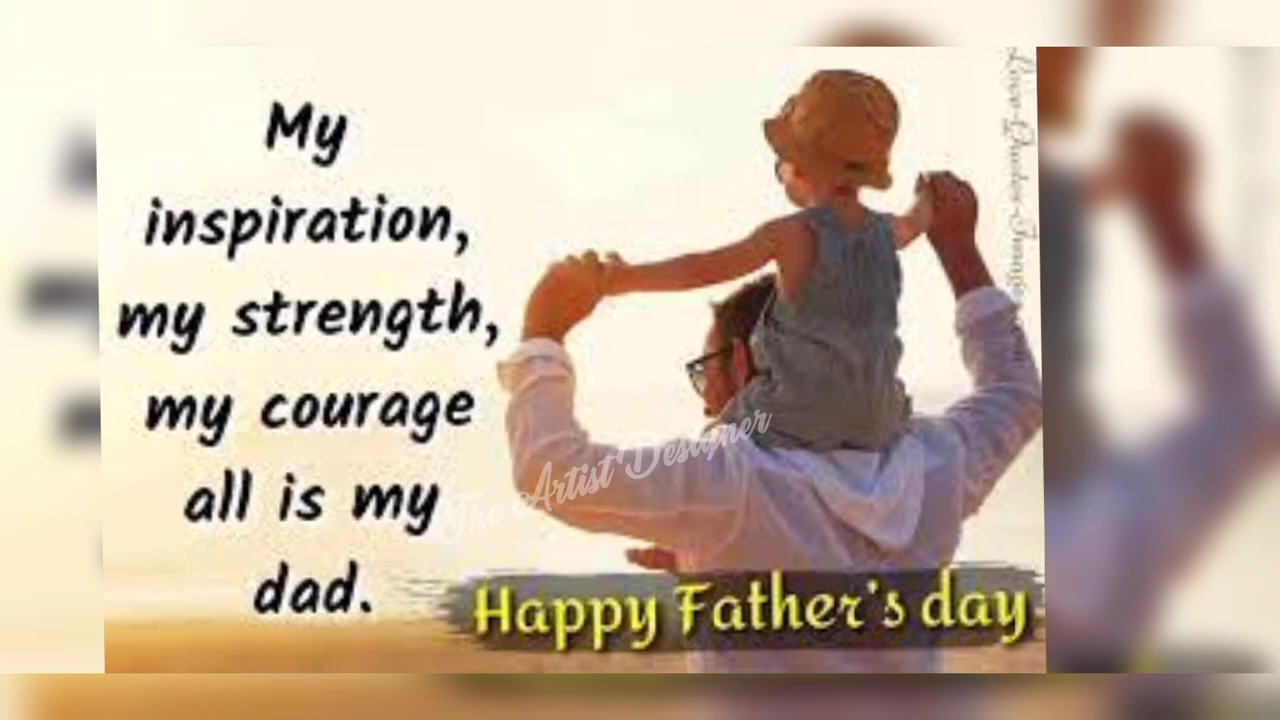 My
inspiration,
my strength,
my courage
all is my
dad.
The Artist Designer
Happy Father's day